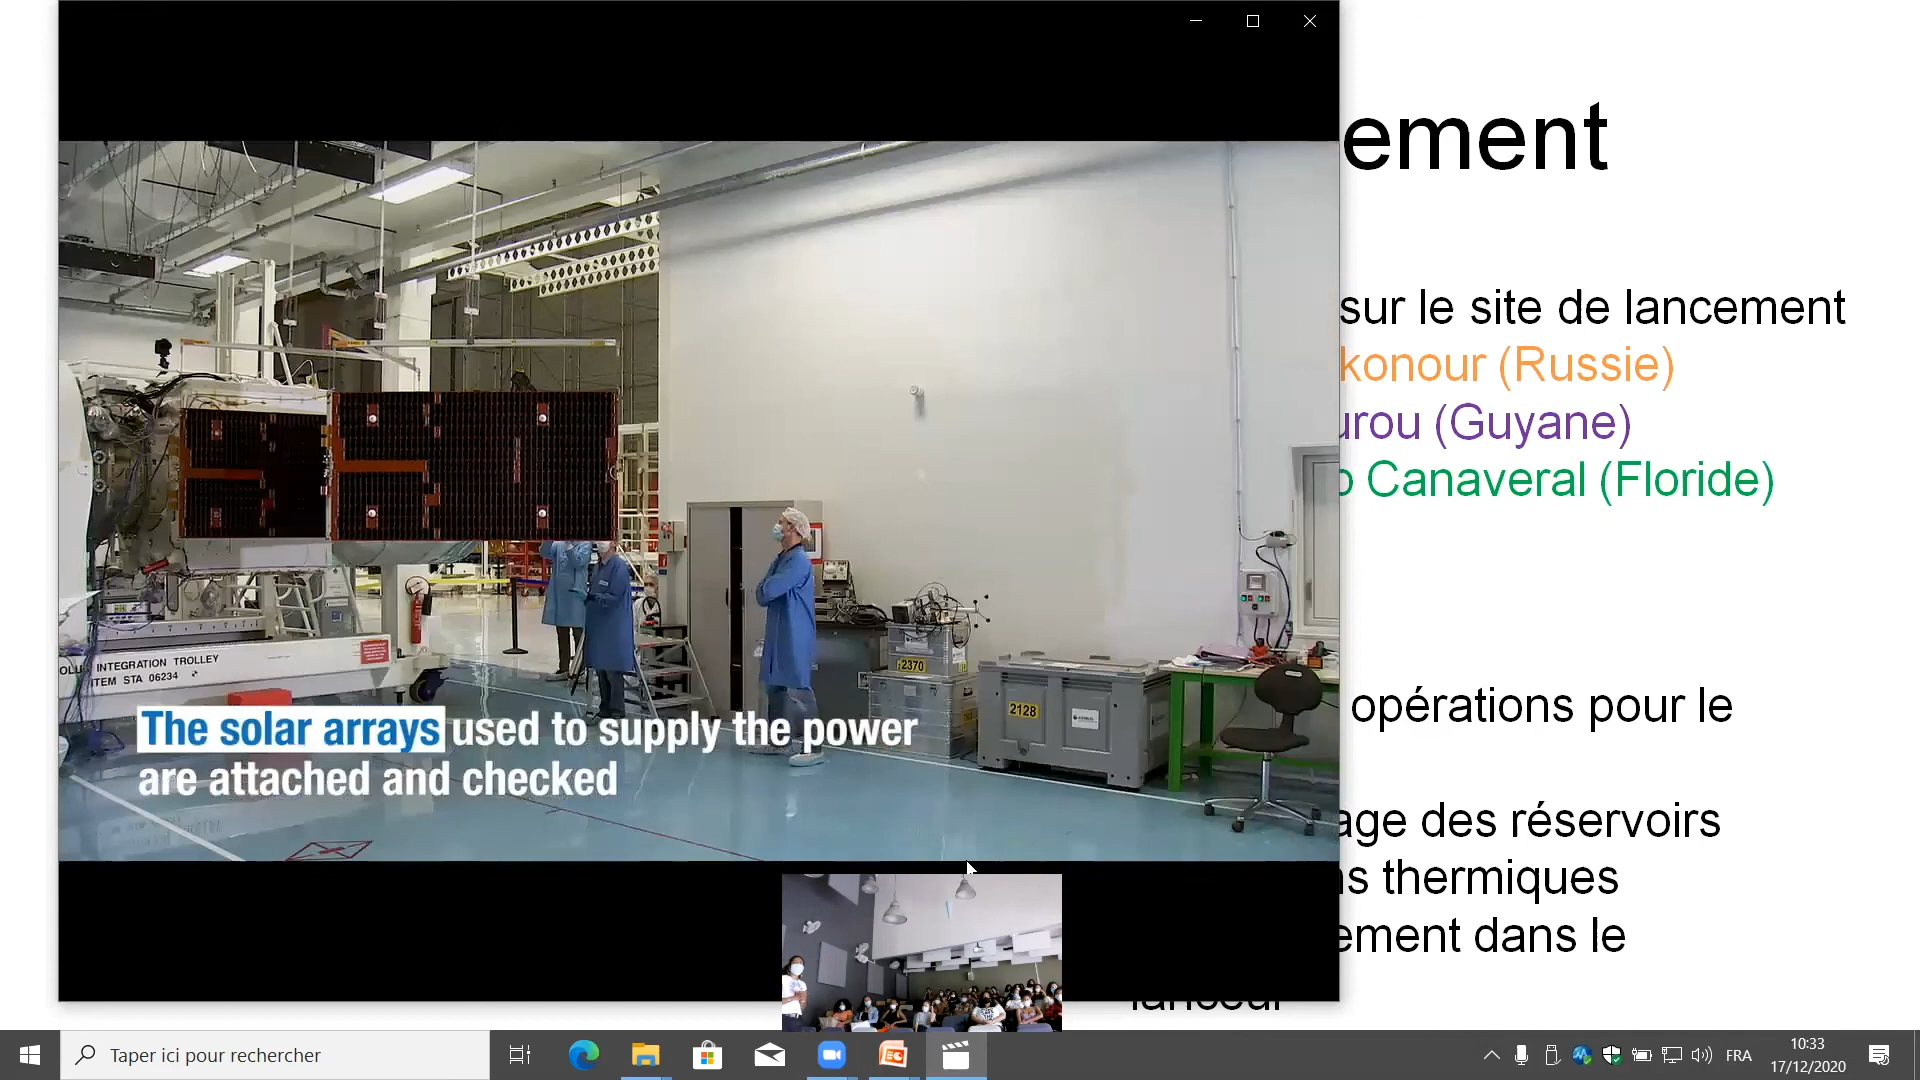 ement
sur le site de lancement
konour (Russie)
urou (Guyane)
o Canaveral (Floride)
opérations pour le
age des réservoirs
s thermiques
ement dans le
lanceur
INTEGRATION TROLLEY
ITEM STA 06234
2370
2128
The solar arrays used to supply the power
are attached and checked
Taper ici pour rechercher
FRA
10:33
17/12/2020